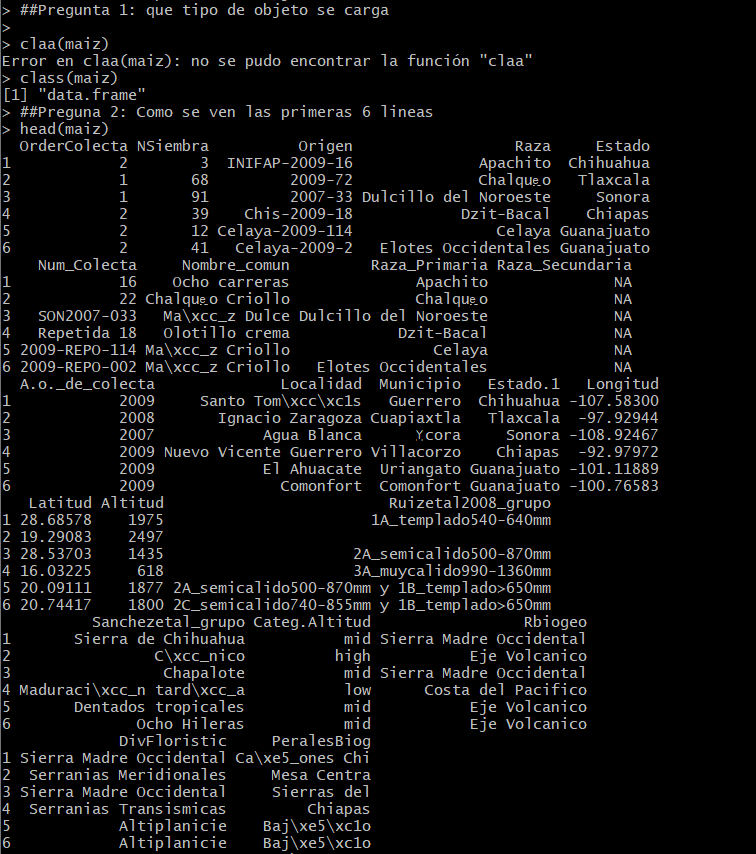 > ##Pregunta 1: que tipo de objeto se carga
>
> claa(maiz)
Error en claa(maiz): no se pudo encontrar la función "claa"
> class(maiz)
[1] "data.frame"
> ##Preguna 2: Como se ven las primeras 6 lineas
> head(maiz)
  OrderColecta NSiembra           Origen                  Raza     Estado
1            2        3   INIFAP-2009-16              Apachito  Chihuahua
2            1       68          2009-72              Chalque̱o   Tlaxcala
3            1       91          2007-33 Dulcillo del Noroeste     Sonora
4            2       39     Chis-2009-18            Dzit-Bacal    Chiapas
5            2       12  Celaya-2009-114                Celaya Guanajuato
6            2       41    Celaya-2009-2   Elotes Occidentales Guanajuato
    Num_Colecta     Nombre_comun          Raza_Primaria Raza_Secundaria
1            16     Ocho carreras              Apachito              NA
2            22  Chalque̱o Criollo              Chalque̱o              NA
3   SON2007-033   Ma\xcc_z Dulce Dulcillo del Noroeste              NA
4   Repetida 18   Olotillo crema            Dzit-Bacal              NA
5 2009-REPO-114 Ma\xcc_z Criollo                Celaya              NA
6 2009-REPO-002 Ma\xcc_z Criollo   Elotes Occidentales              NA
  A.o._de_colecta              Localidad  Municipio   Estado.1   Longitud
1            2009     Santo Tom\xcc\xc1s   Guerrero  Chihuahua -107.58300
2            2008       Ignacio Zaragoza Cuapiaxtla   Tlaxcala  -97.92944
3            2007            Agua Blanca      Ycora     Sonora -108.92467
4            2009 Nuevo Vicente Guerrero Villacorzo    Chiapas  -92.97972
5            2009            El Ahuacate  Uriangato Guanajuato -101.11889
6            2009              Comonfort  Comonfort Guanajuato -100.76583
   Latitud Altitud                             Ruizetal2008_grupo
1 28.68578    1975                          1A_templado540-640mm
2 19.29083    2497
3 28.53703    1435                        2A_semicalido500-870mm
4 16.03225     618                        3A_muycalido990-1360mm
5 20.09111    1877 2A_semicalido500-870mm y 1B_templado>650mm
6 20.74417    1800 2C_semicalido740-855mm y 1B_templado>650mm
          Sanchezetal_grupo Categ.Altitud                  Rbiogeo
1       Sierra de Chihuahua           mid Sierra Madre Occidental
2                C\xcc_nico          high           Eje Volcanico
3                 Chapalote           mid Sierra Madre Occidental
4 Maduraci\xcc_n tard\xcc_a           low      Costa del Pacifico
5       Dentados tropicales           mid           Eje Volcanico
6              Ocho Hileras           mid           Eje Volcanico
             DivFloristic    PeralesBiog
1 Sierra Madre Occidental Ca\xe5_ones Chi
2  Serranias Meridionales     Mesa Centra
3 Sierra Madre Occidental     Sierras del
4  Serranias Transismicas         Chiapas
5             Altiplanicie    Baj\xe5\xc1o
6             Altiplanicie    Baj\xe5\xc1o